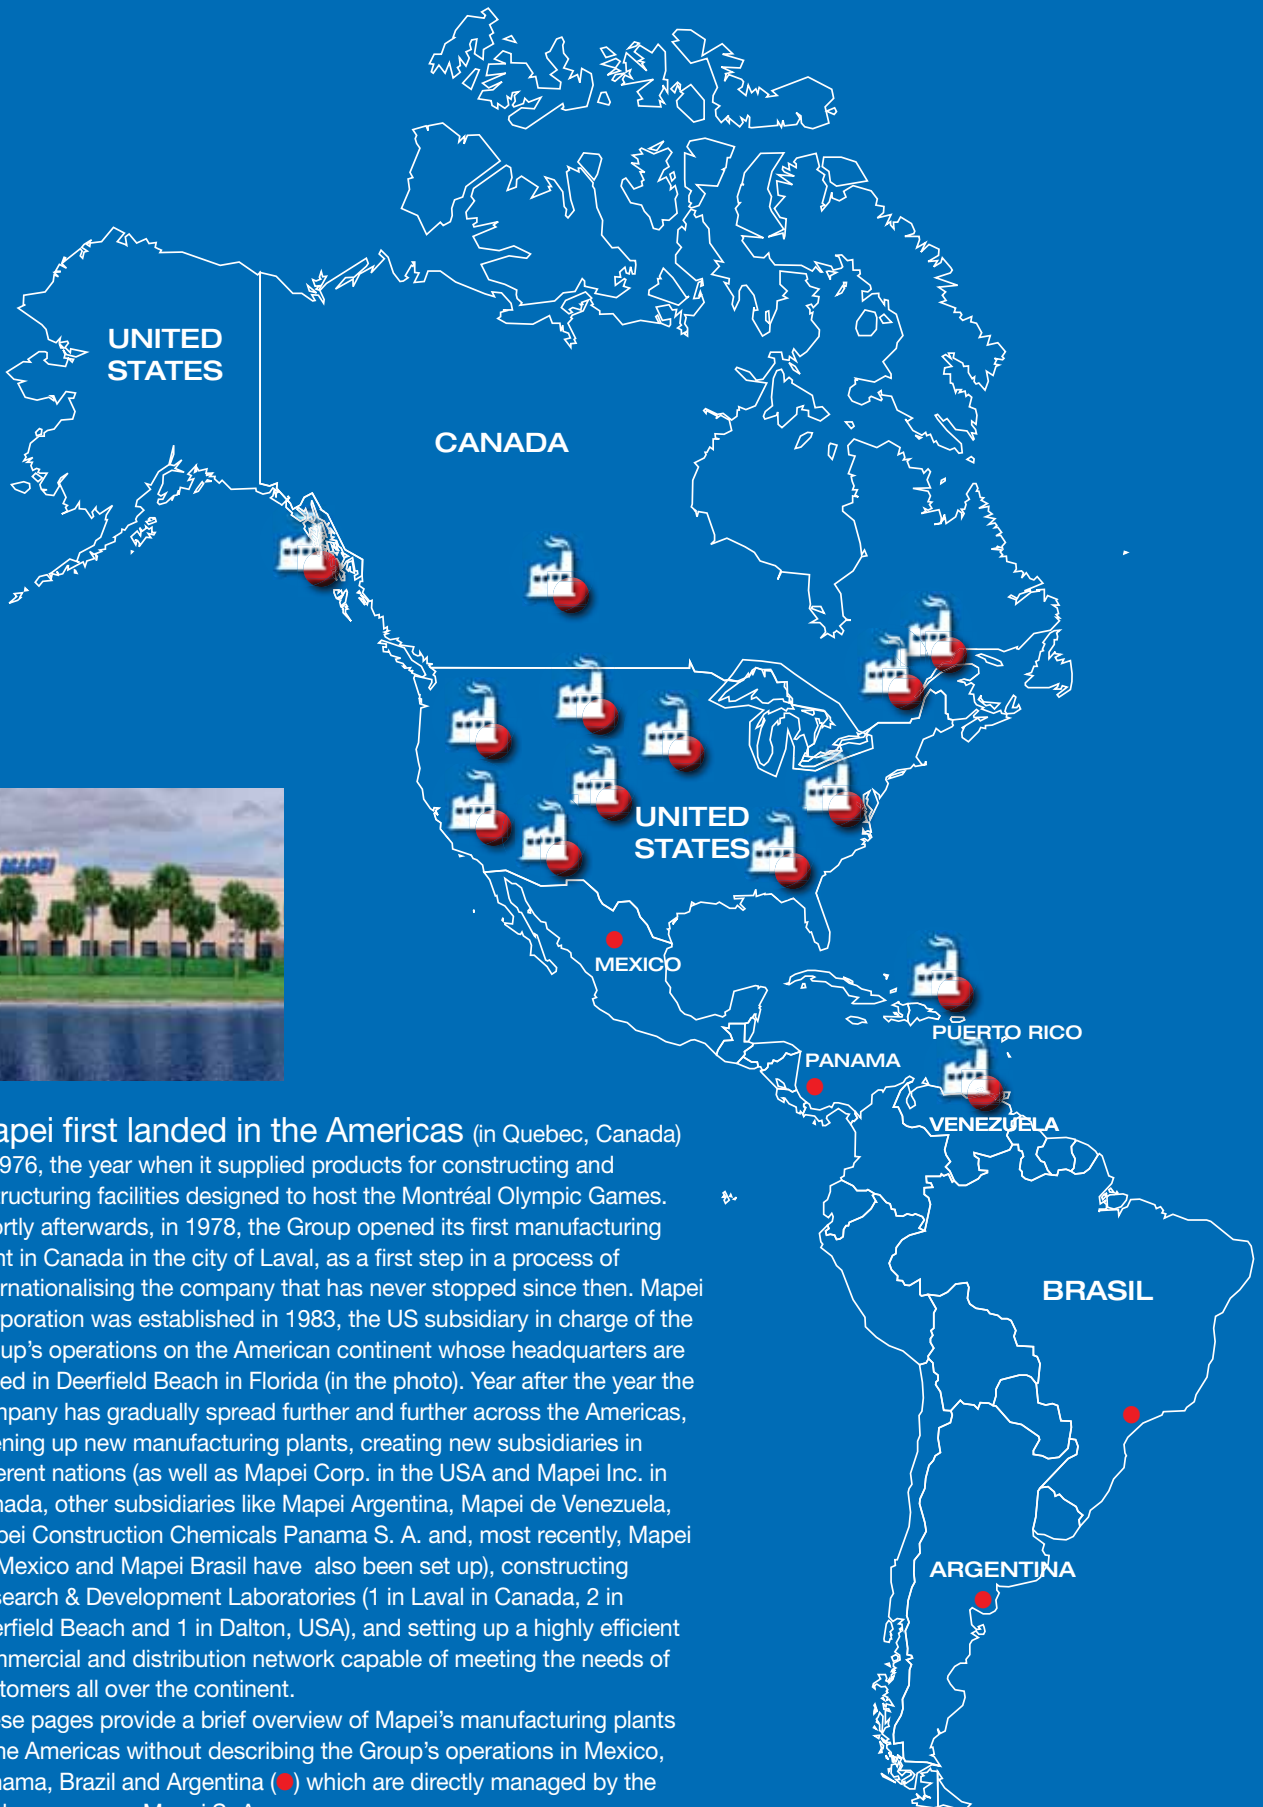 UNITED
STATES
CANADA
UNITED
STATES
MAPEI
MEXICO
PUERTO RICO
PANAMA
VENEZUELA
BRASIL
ARGENTINA
apei first landed in the Americas (in Quebec, Canada)
976, the year when it supplied products for constructing and
tructuring facilities designed to host the Montréal Olympic Games.
ortly afterwards, in 1978, the Group opened its first manufacturing
nt in Canada in the city of Laval, as a first step in a process of
rnationalising the company that has never stopped since then. Mapei
rporation was established in 1983, the US subsidiary in charge of the
up's operations on the American continent whose headquarters are
ed in Deerfield Beach in Florida (in the photo). Year after the year the
mpany has gradually spread further and further across the Americas,
ening up new manufacturing plants, creating new subsidiaries in
erent nations (as well as Mapei Corp. in the USA and Mapei Inc. in
nada, other subsidiaries like Mapei Argentina, Mapei de Venezuela,
pei Construction Chemicals Panama S. A. and, most recently, Mapei
Mexico and Mapei Brasil have also been set up), constructing
search & Development Laboratories (1 in Laval in Canada, 2 in
erfield Beach and 1 in Dalton, USA), and setting up a highly efficient
mmercial and distribution network capable of meeting the needs of
tomers all over the continent.
ese pages provide a brief overview of Mapei's manufacturing plants
he Americas without describing the Group's operations in Mexico,
nama, Brazil and Argentina (●) which are directly managed by the